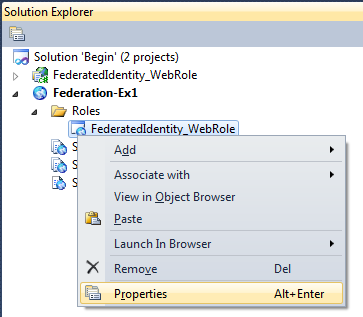 Solution Explorer
Solution 'Begin' (2 projects)
FederatedIdentity_WebRole
Federation-Ex1
Roles
FederatedIdentity_WebRole
S
S
S
Add
Associate with
View in Object Browser
Paste
Launch In Browser
Remove Del
Properties Alt+Enter